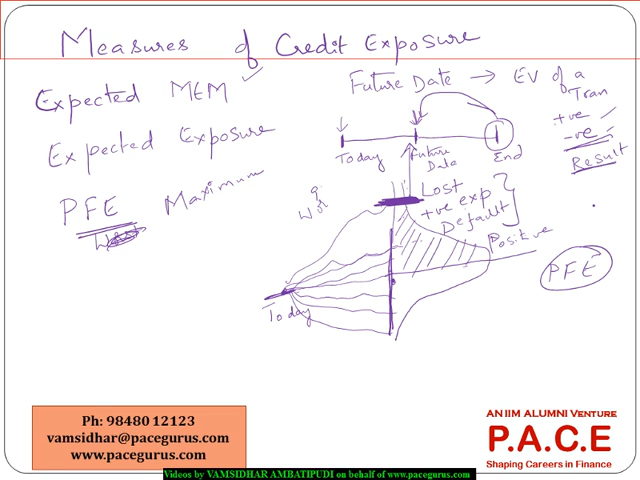 Measures of Credit Exposure
Expected MEM
Expected Exposure
PFE Maximum
Future Date → EV of a
Tran
+ve
-ve
Result
Today
Future
Date
End
Lost
+ve exp
Default
Positive
PFE
Today
Ph: 98480 12123
vamsidhar@pacegurus.com
www.pacegurus.com
AN IIM ALUMNI VENTURE
P.A.C.E
Shaping Careers in Finance
Videos by VAMSIDHAR AMBATIPUDI on behalf of www.pacegurus.com